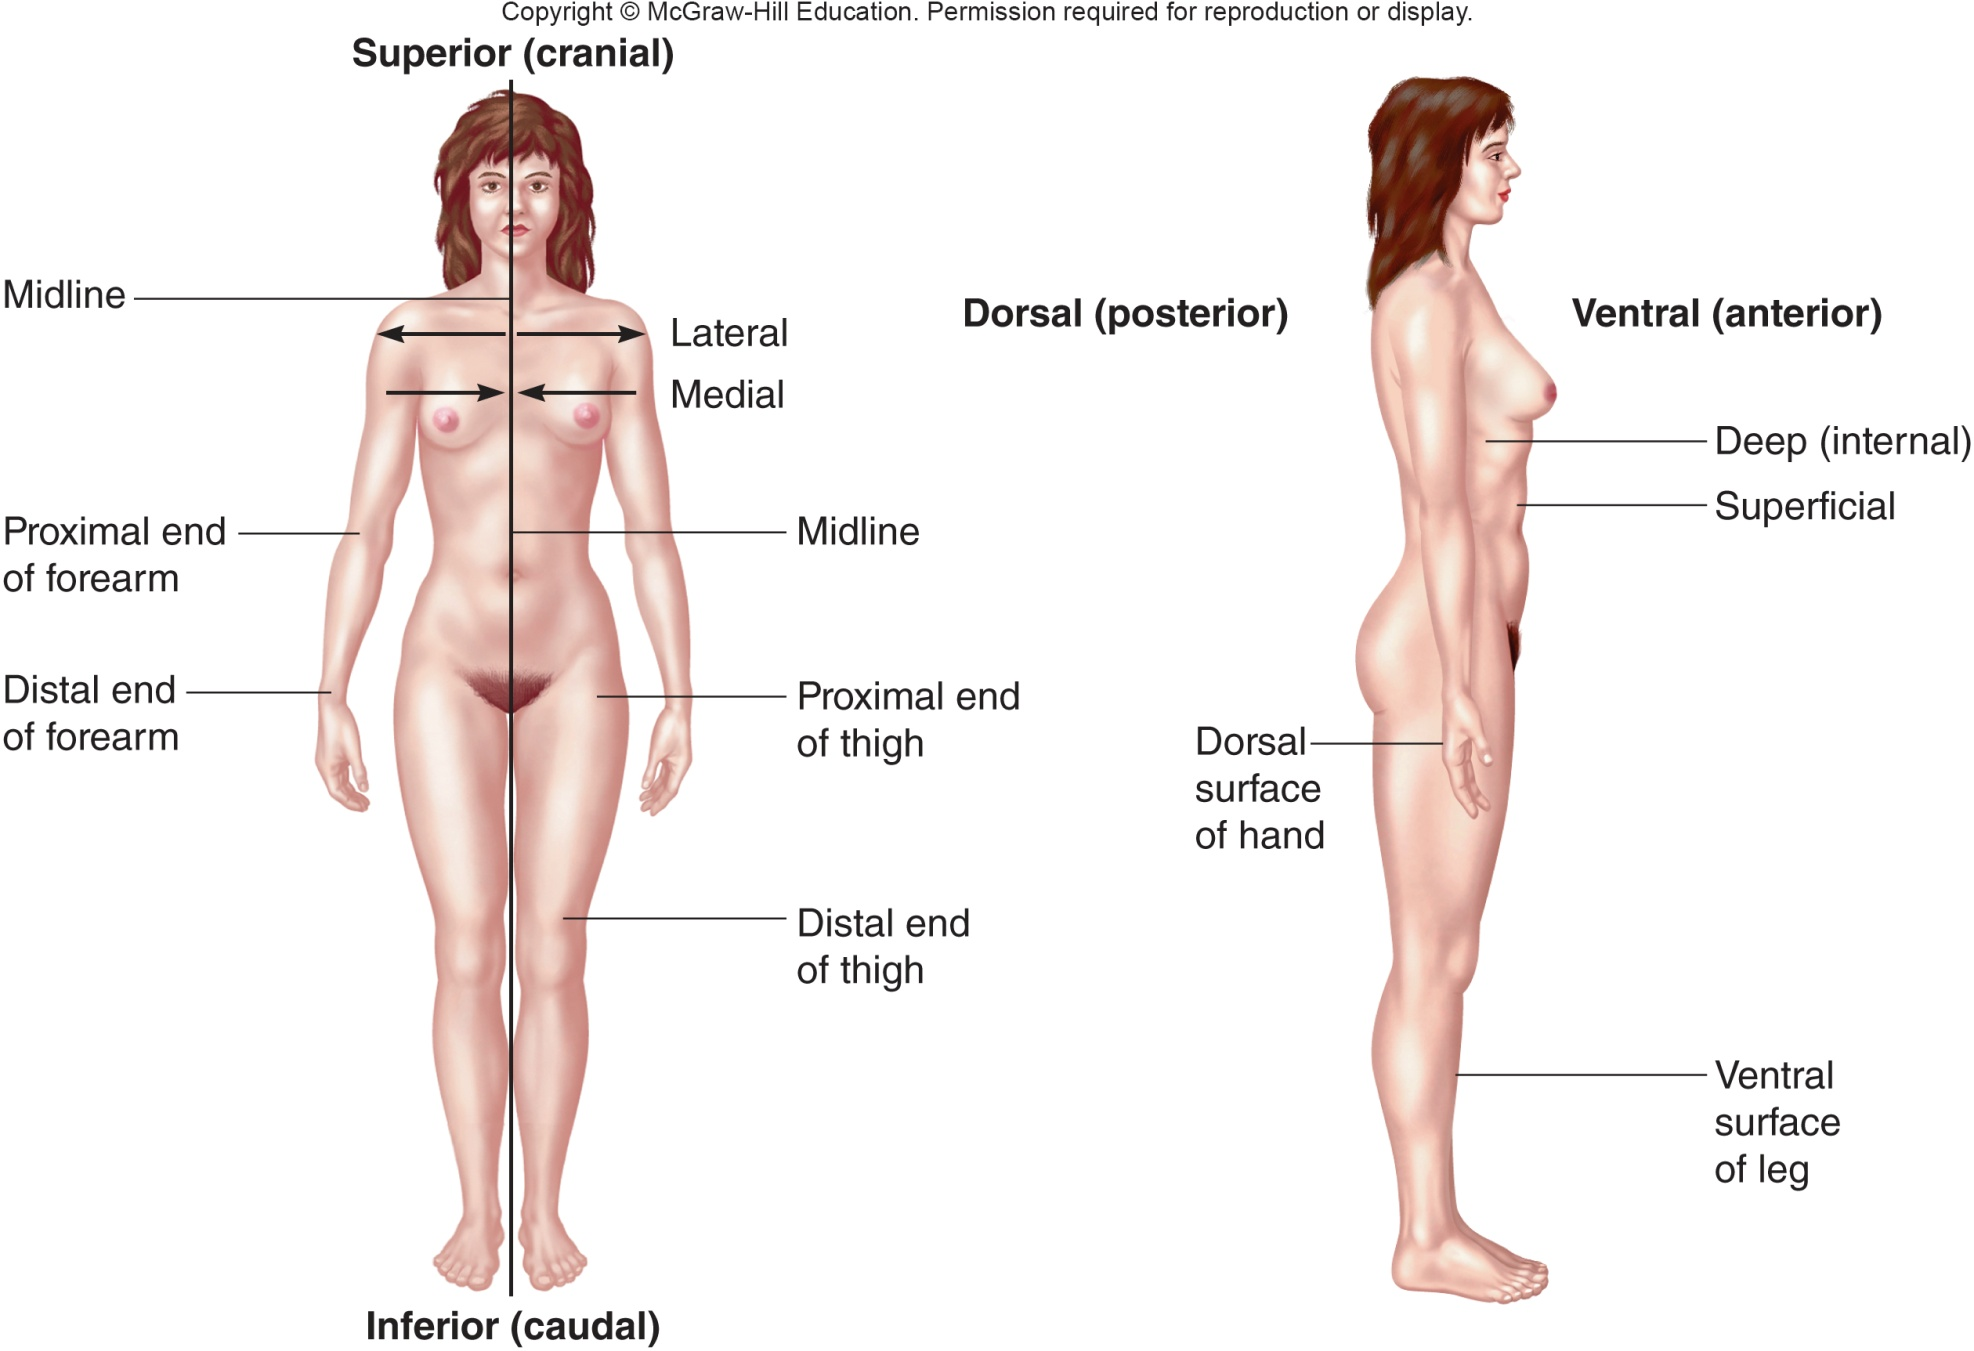 Copyright © McGraw-Hill Education. Permission required for reproduction or display.
Superior (cranial)
Midline
Lateral
Medial
Proximal end
of forearm
Midline
Distal end
of forearm
Proximal end
of thigh
Distal end
of thigh
Inferior (caudal)
Dorsal (posterior)
Ventral (anterior)
Deep (internal)
Superficial
Dorsal
surface
of hand
Ventral
surface
of leg